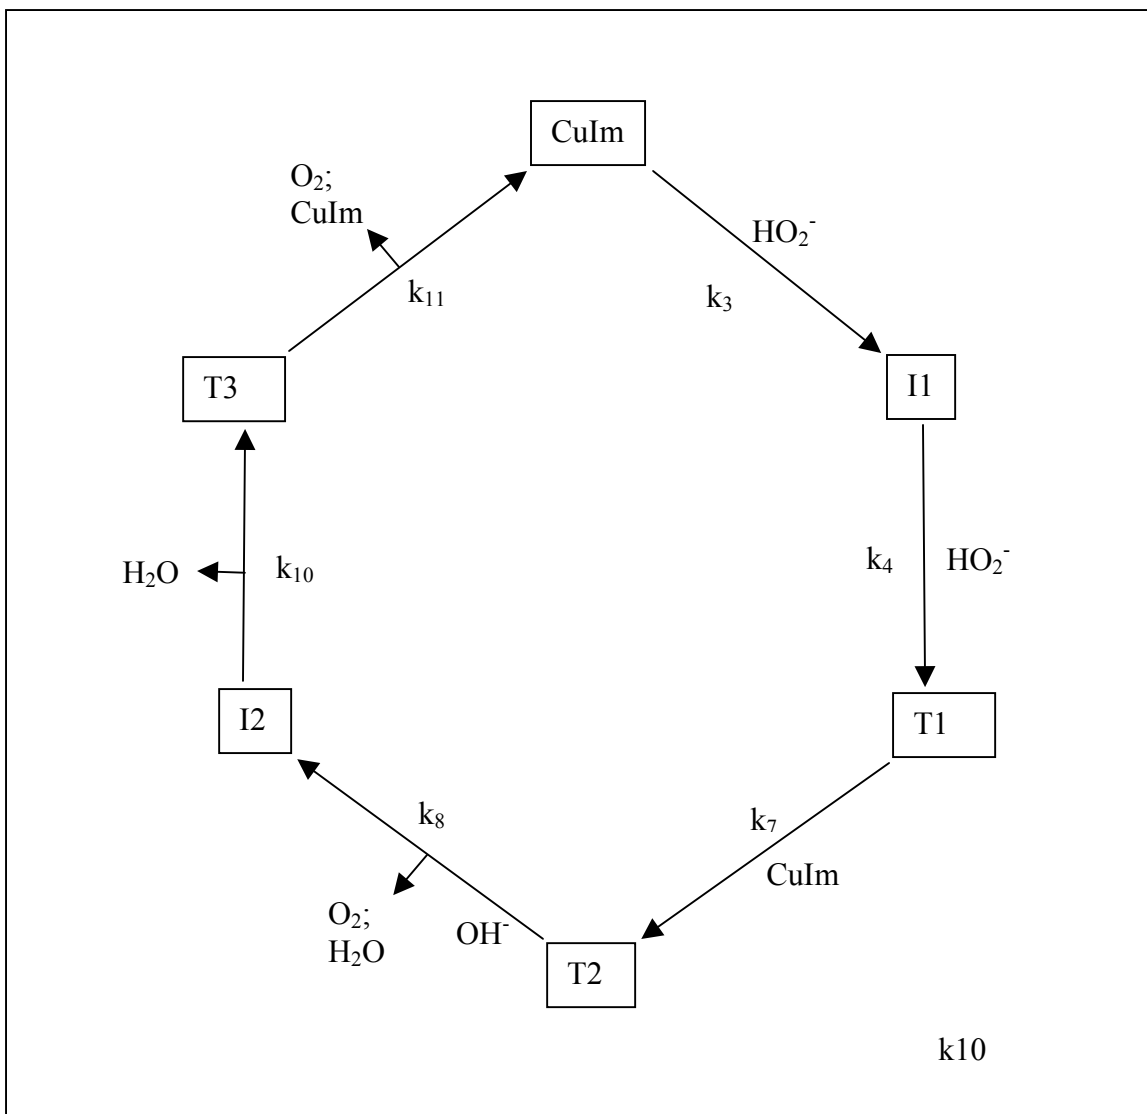 CuIm
O₂;
CuIm
HO₂⁻
k₁₁
k₃
T3
I1
H₂O
k₁₀
k₄
HO₂⁻
I2
T1
k₈
k₇
CuIm
O₂;
H₂O
OH⁻
T2
k10